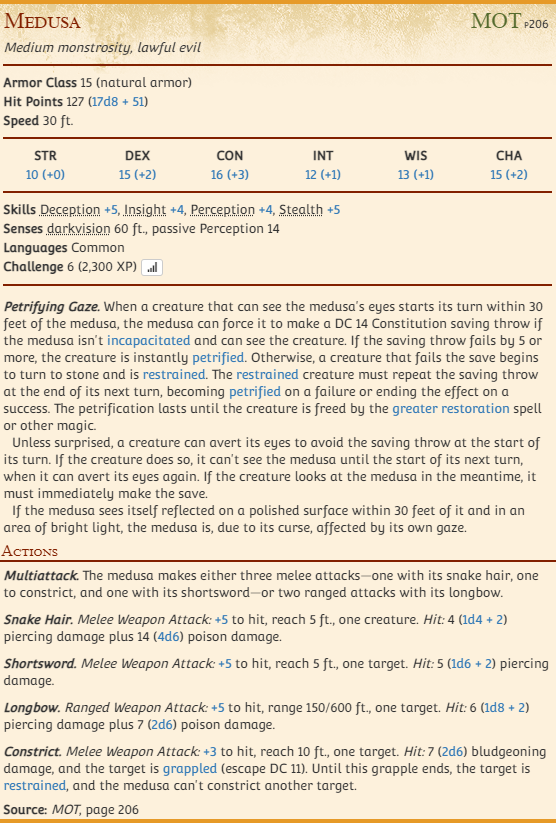 Medusa MOT P206
Medium monstrosity, lawful evil
Armor Class 15 (natural armor)
Hit Points 127 (17d8 + 51)
Speed 30 ft.
STR DEX CON INT WIS CHA
10 (+0) 15 (+2) 16 (+3) 12 (+1) 13 (+1) 15 (+2)
Skills Deception +5, Insight +4, Perception +4, Stealth +5
Senses darkvision 60 ft., passive Perception 14
Languages Common
Challenge 6 (2,300 XP)
Petrifying Gaze. When a creature that can see the medusa's eyes starts its turn within 30
feet of the medusa, the medusa can force it to make a DC 14 Constitution saving throw if
the medusa isn't incapacitated and can see the creature. If the saving throw fails by 5 or
more, the creature is instantly petrified. Otherwise, a creature that fails the save begins
to turn to stone and is restrained. The restrained creature must repeat the saving throw
at the end of its next turn, becoming petrified on a failure or ending the effect on a
success. The petrification lasts until the creature is freed by the greater restoration spell
or other magic.
Unless surprised, a creature can avert its eyes to avoid the saving throw at the start of
its turn. If the creature does so, it can't see the medusa until the start of its next turn,
when it can avert its eyes again. If the creature looks at the medusa in the meantime, it
must immediately make the save.
If the medusa sees itself reflected on a polished surface within 30 feet of it and in an
area of bright light, the medusa is, due to its curse, affected by its own gaze.
Actions
Multiattack. The medusa makes either three melee attacks—one with its snake hair, one
to constrict, and one with its shortsword—or two ranged attacks with its longbow.
Snake Hair. Melee Weapon Attack: +5 to hit, reach 5 ft., one creature. Hit: 4 (1d4 + 2)
piercing damage plus 14 (4d6) poison damage.
Shortsword. Melee Weapon Attack: +5 to hit, reach 5 ft., one target. Hit: 5 (1d6 + 2) piercing
damage.
Longbow. Ranged Weapon Attack: +5 to hit, range 150/600 ft., one target. Hit: 6 (1d8 + 2)
piercing damage plus 7 (2d6) poison damage.
Constrict. Melee Weapon Attack: +3 to hit, reach 10 ft., one target. Hit: 7 (2d6) bludgeoning
damage, and the target is grappled (escape DC 11). Until this grapple ends, the target is
restrained, and the medusa can't constrict another target.
Source: MOT, page 206